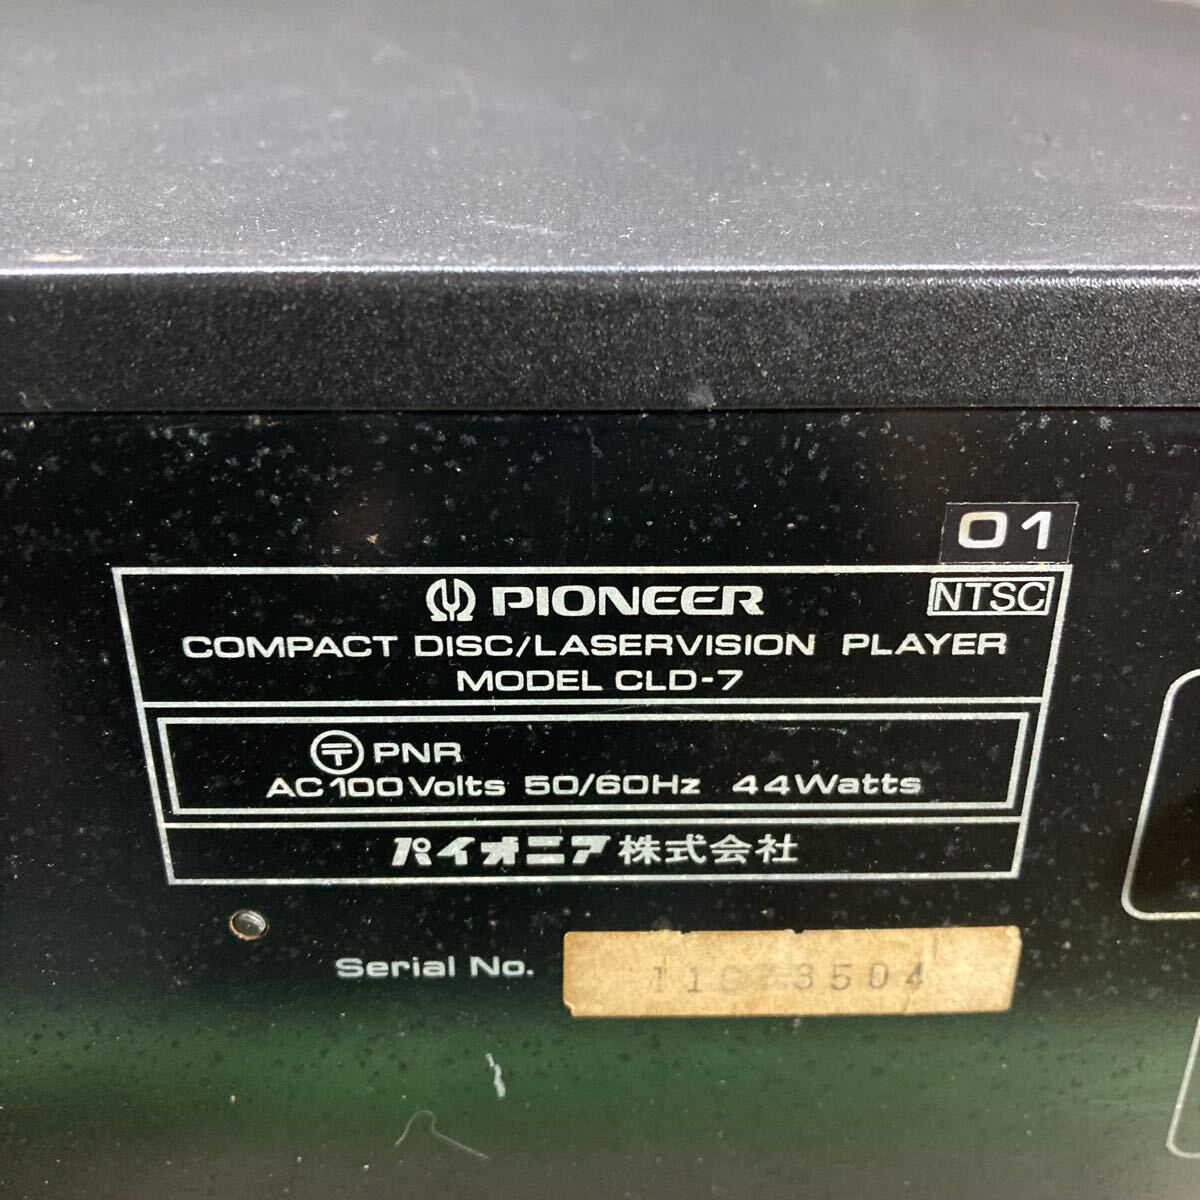 01
PIONEER NTSC
COMPACT DISC/LASERVISION PLAYER
MODEL CLD-7
〒 PNR
AC 100 Volts 50/60Hz 44 Watts
パイオニア株式会社
Serial No.